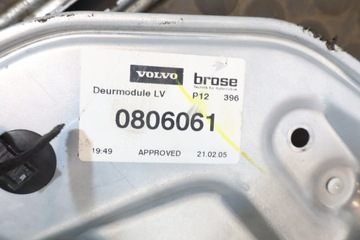 VOLVO brose
Deurmodule LV P12 396
0806061
19:49 APPROVED 21.02.05